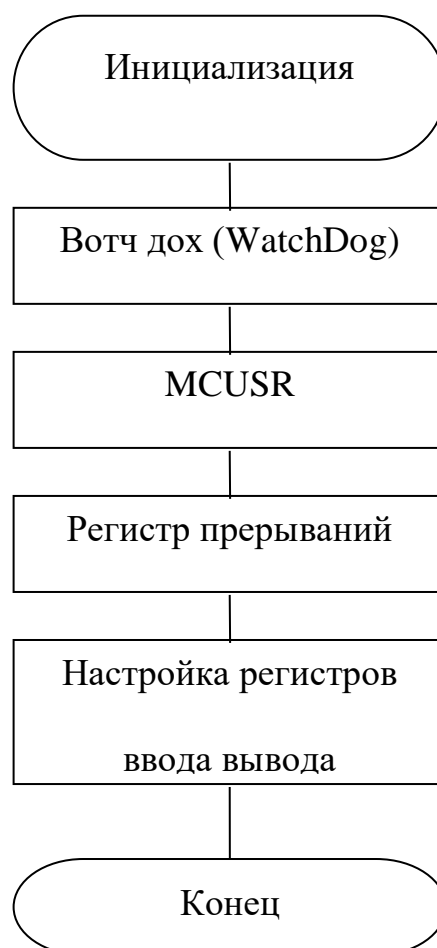 Инициализация
Вотч дох (WatchDog)
MCUSR
Регистр прерываний
Настройка регистров
ввода вывода
Конец